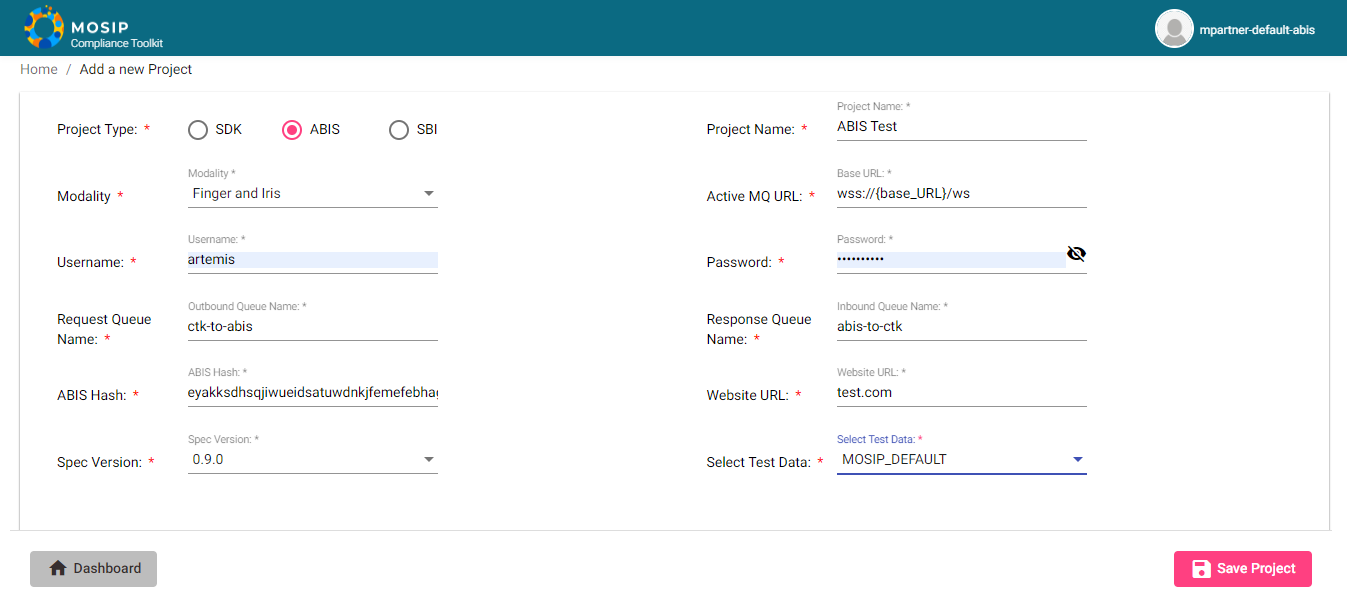 MOSIP
Compliance Toolkit
mpartner-default-abis
Home / Add a new Project
Project Type: *
SDK
ABIS
SBI
Project Name: *
Project Name: *
ABIS Test
Modality *
Modality *
Finger and Iris
Active MQ URL: *
Base URL: *
wss://{base_URL}/ws
Username: *
Username: *
artemis
Password: *
Password: *
••••••••••
Request Queue
Name: *
Outbound Queue Name: *
ctk-to-abis
Response Queue
Name: *
Inbound Queue Name: *
abis-to-ctk
ABIS Hash: *
ABIS Hash: *
eyakksdhsqjiwueidsatuwdnkjfemefebhag
Website URL: *
Website URL: *
test.com
Spec Version: *
Spec Version: *
0.9.0
Select Test Data: *
Select Test Data: *
MOSIP_DEFAULT
Dashboard
Save Project